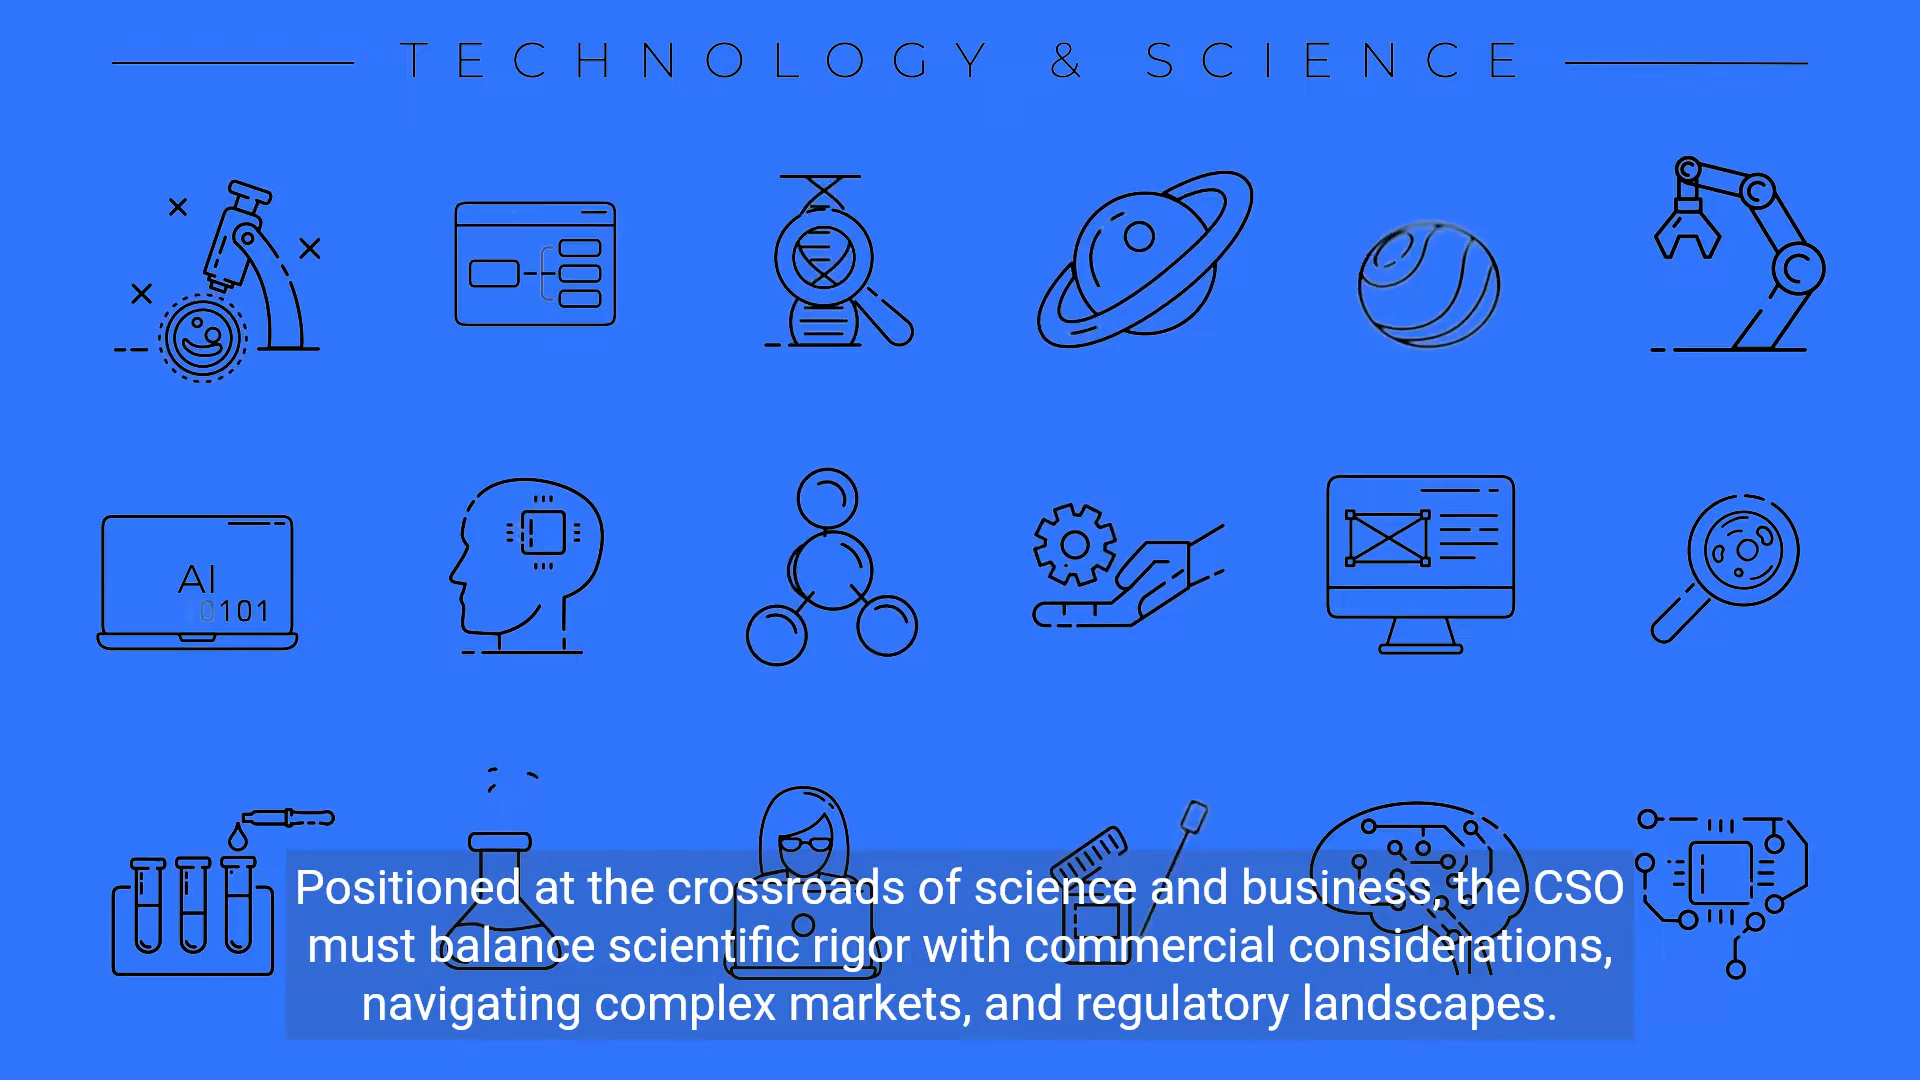 TECHNOLOGY & SCIENCE
AI
0101
Positioned at the crossroads of science and business, the CSO
must balance scientific rigor with commercial considerations,
navigating complex markets, and regulatory landscapes.